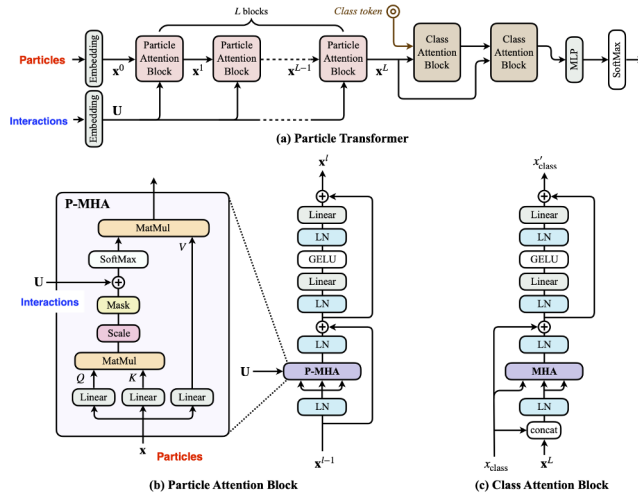 L blocks
Class token
Particles
Embedding
x⁰
Particle
Attention
Block
x¹
Particle
Attention
Block
xᴸ⁻¹
Particle
Attention
Block
xᴸ
Class
Attention
Block
Class
Attention
Block
MLP
SoftMax
Interactions
Embedding
U
(a) Particle Transformer
P-MHA
MatMul
V
SoftMax
U
Interactions
Mask
Scale
MatMul
Q
K
Linear
Linear
Linear
x
Particles
xˡ
Linear
LN
GELU
Linear
LN
LN
U
P-MHA
LN
xˡ⁻¹
(b) Particle Attention Block
x′class
Linear
LN
GELU
Linear
LN
LN
MHA
LN
concat
xclass
xᴸ
(c) Class Attention Block